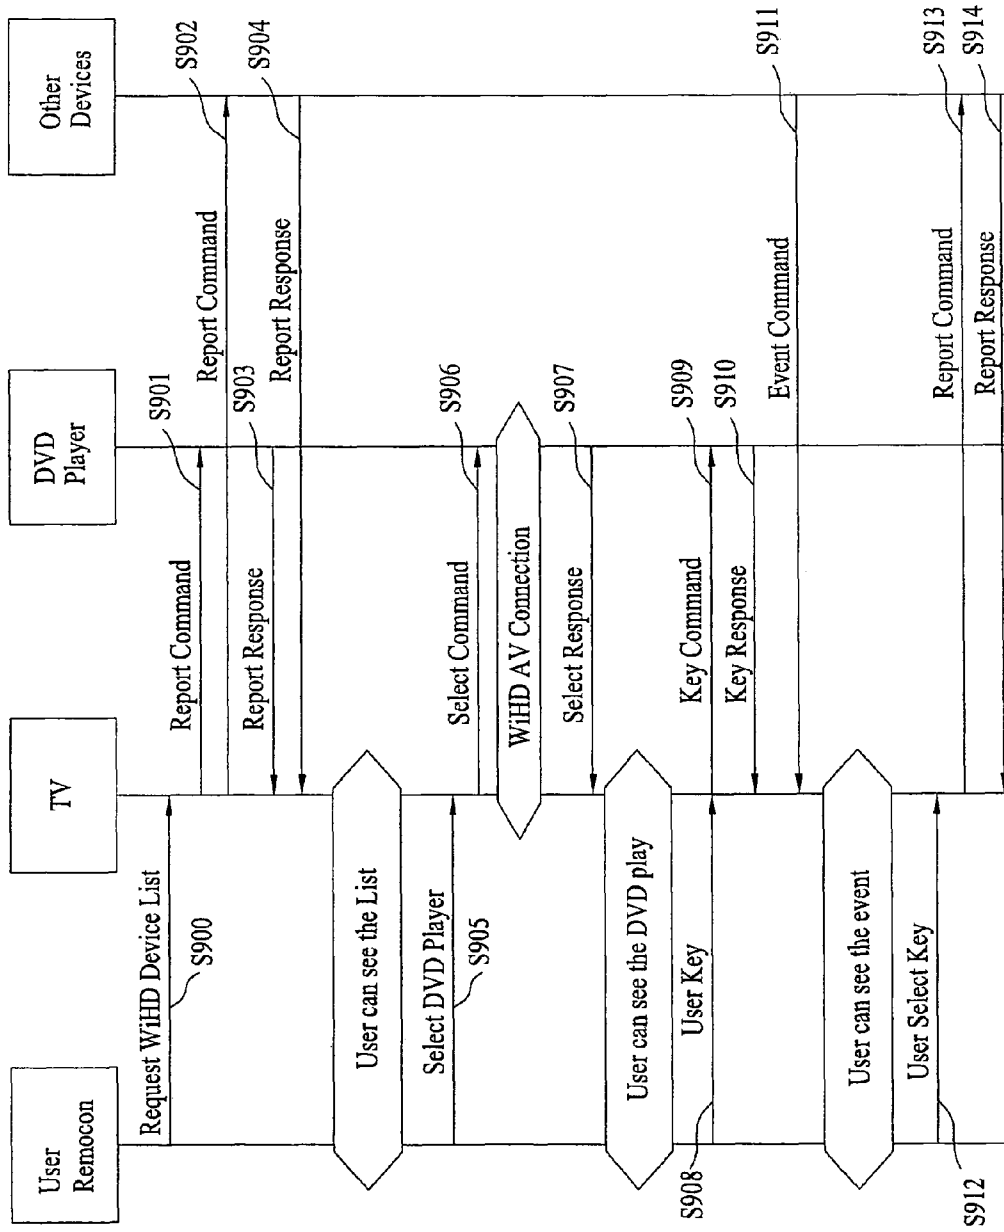 User
Remocon
TV
DVD
Player
Other
Devices
Request WiHD Device List
S900
Report Command
S901
Report Command
S902
Report Response
S903
Report Response
S904
User can see the List
Select DVD Player
S905
Select Command
S906
WiHD AV Connection
Select Response
S907
User can see the DVD play
User Key
S908
Key Command
S909
Key Response
S910
Event Command
S911
User can see the event
User Select Key
S912
Report Command
S913
Report Response
S914